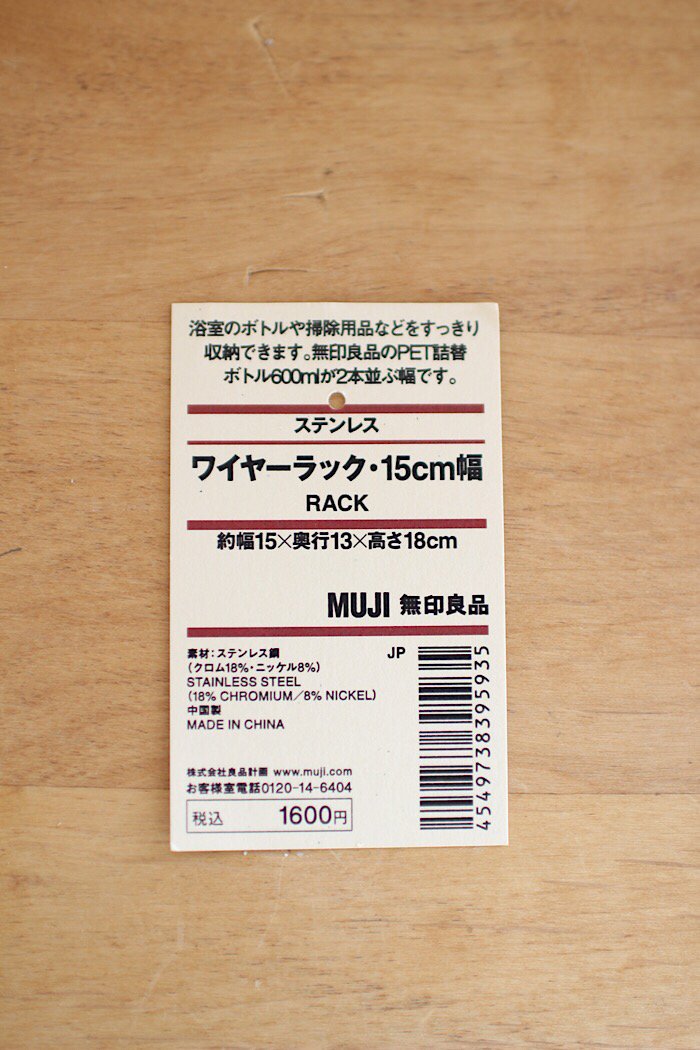 浴室のボトルや掃除用品などをすっきり
収納できます。無印良品のPET詰替
ボトル600mlが2本並ぶ幅です。
ステンレス
ワイヤーラック・15cm幅
RACK
約幅15×奥行13×高さ18cm
MUJI 無印良品
素材：ステンレス鋼
（クロム18%・ニッケル8%）
STAINLESS STEEL
(18% CHROMIUM／8% NICKEL)
中国製
MADE IN CHINA
JP
4549738395935
株式会社良品計画 www.muji.com
お客様室電話0120-14-6404
税込 1600円